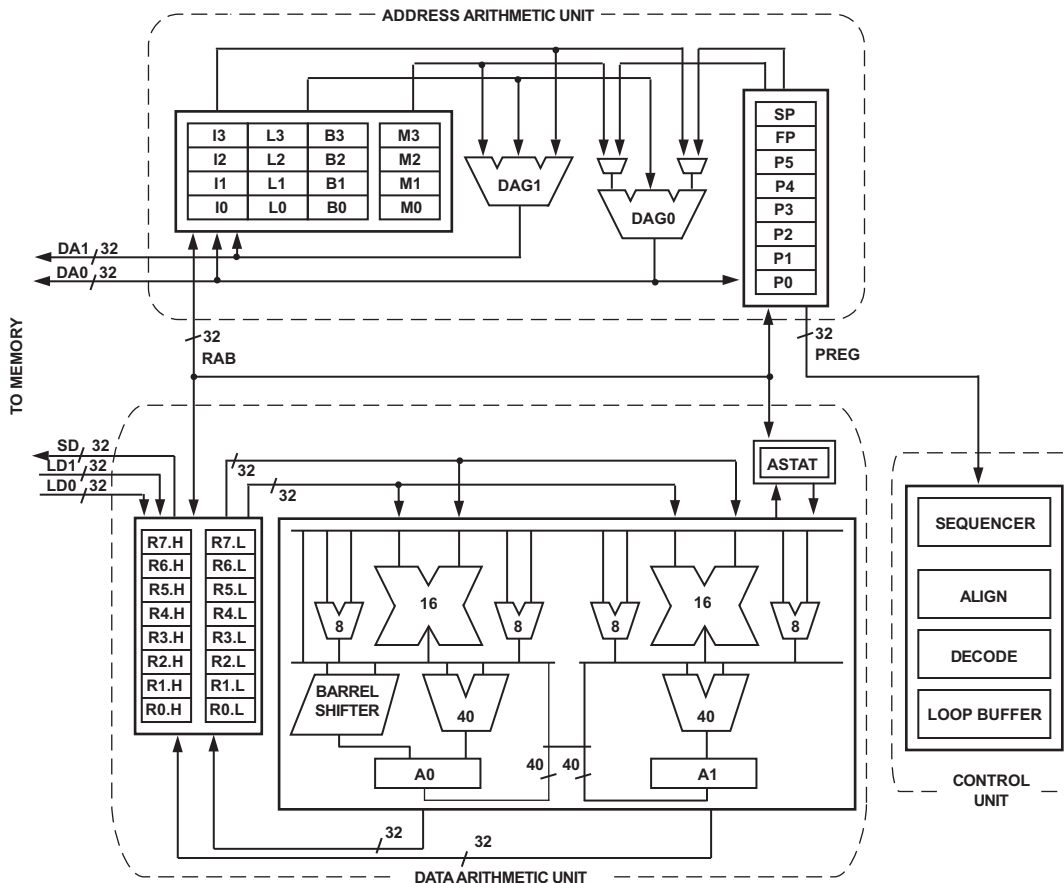 ADDRESS ARITHMETIC UNIT
I3 L3 B3 M3
I2 L2 B2 M2
I1 L1 B1 M1
I0 L0 B0 M0
DAG1
DAG0
SP
FP
P5
P4
P3
P2
P1
P0
DA1 32
DA0 32
TO MEMORY
32
RAB
32
PREG
SD 32
LD1 32
LD0 32
32
32
ASTAT
R7.H R7.L
R6.H R6.L
R5.H R5.L
R4.H R4.L
R3.H R3.L
R2.H R2.L
R1.H R1.L
R0.H R0.L
8 16 8 8 16 8
BARREL
SHIFTER
40
40
A0
40 40
A1
32
32
DATA ARITHMETIC UNIT
SEQUENCER
ALIGN
DECODE
LOOP BUFFER
CONTROL
UNIT